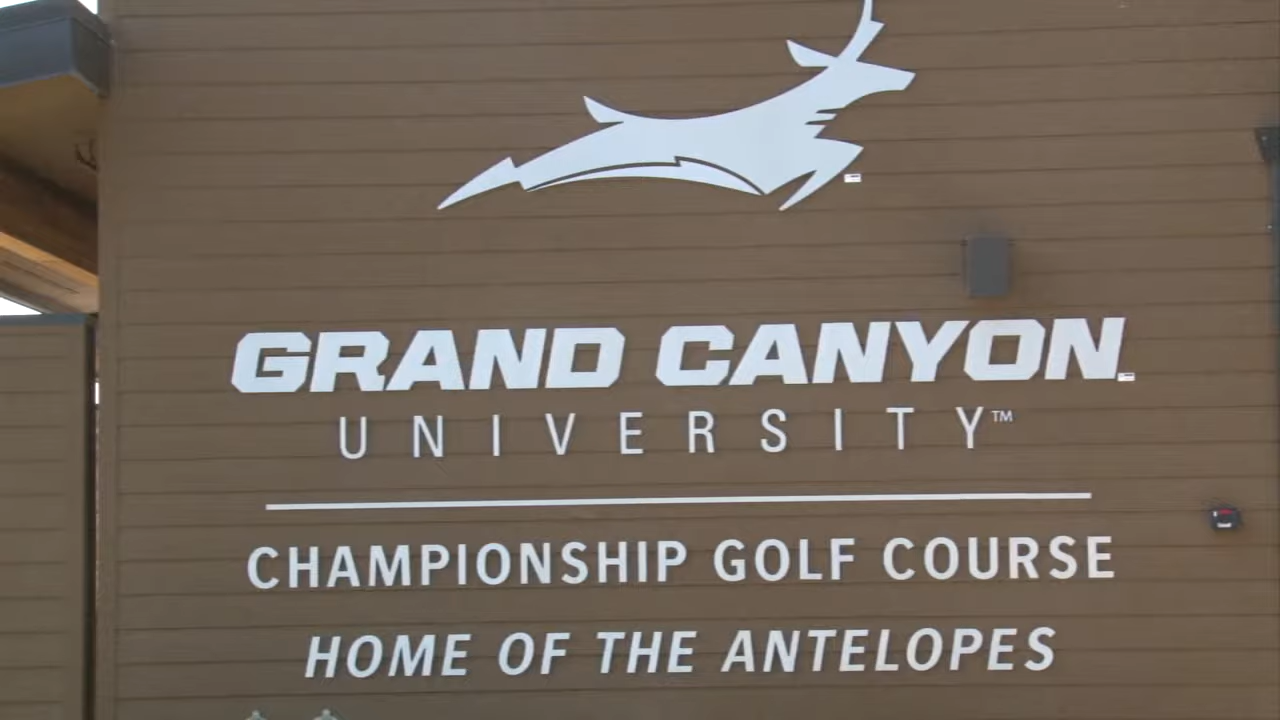 GRAND CANYON
UNIVERSITY™
CHAMPIONSHIP GOLF COURSE
HOME OF THE ANTELOPES